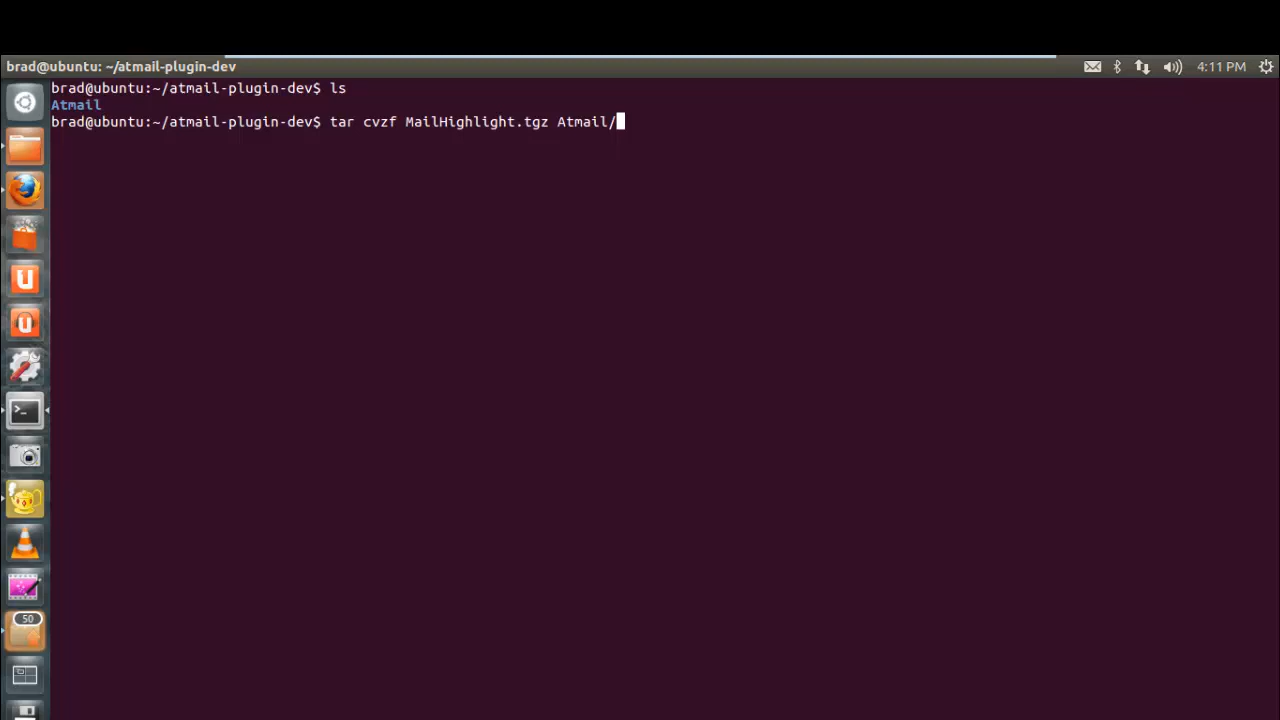 brad@ubuntu: ~/atmail-plugin-dev
4:11 PM
brad@ubuntu:~/atmail-plugin-dev$ ls
Atmail
brad@ubuntu:~/atmail-plugin-dev$ tar cvzf MailHighlight.tgz Atmail/
U
U
>_
50